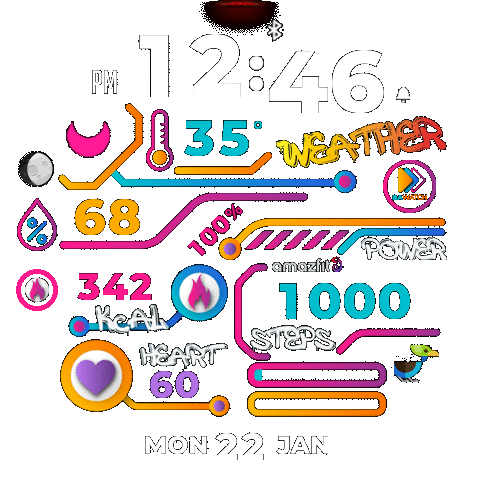 PM 12:46
35° WEATHER
68 %
100% POWER
amazfit
342 1000
KCAL STEPS
HEART
60
MON 22 JAN